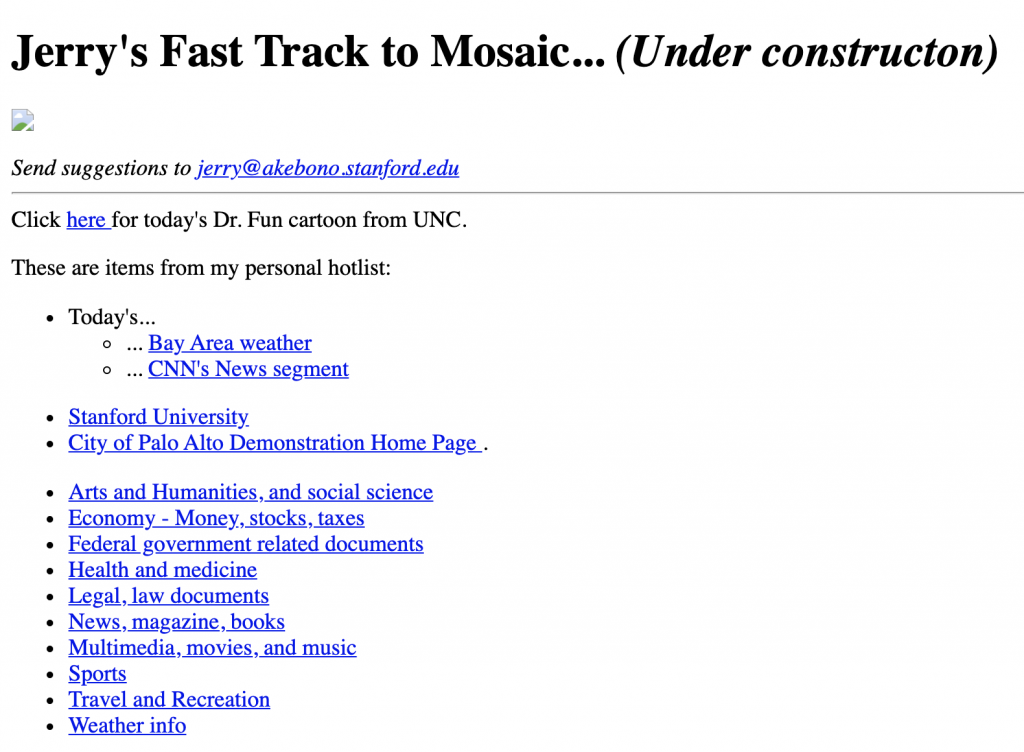 Jerry's Fast Track to Mosaic... (Under constructon)
Send suggestions to jerry@akebono.stanford.edu
Click here for today's Dr. Fun cartoon from UNC.
These are items from my personal hotlist:
Today's...
... Bay Area weather
... CNN's News segment
Stanford University
City of Palo Alto Demonstration Home Page .
Arts and Humanities, and social science
Economy - Money, stocks, taxes
Federal government related documents
Health and medicine
Legal, law documents
News, magazine, books
Multimedia, movies, and music
Sports
Travel and Recreation
Weather info